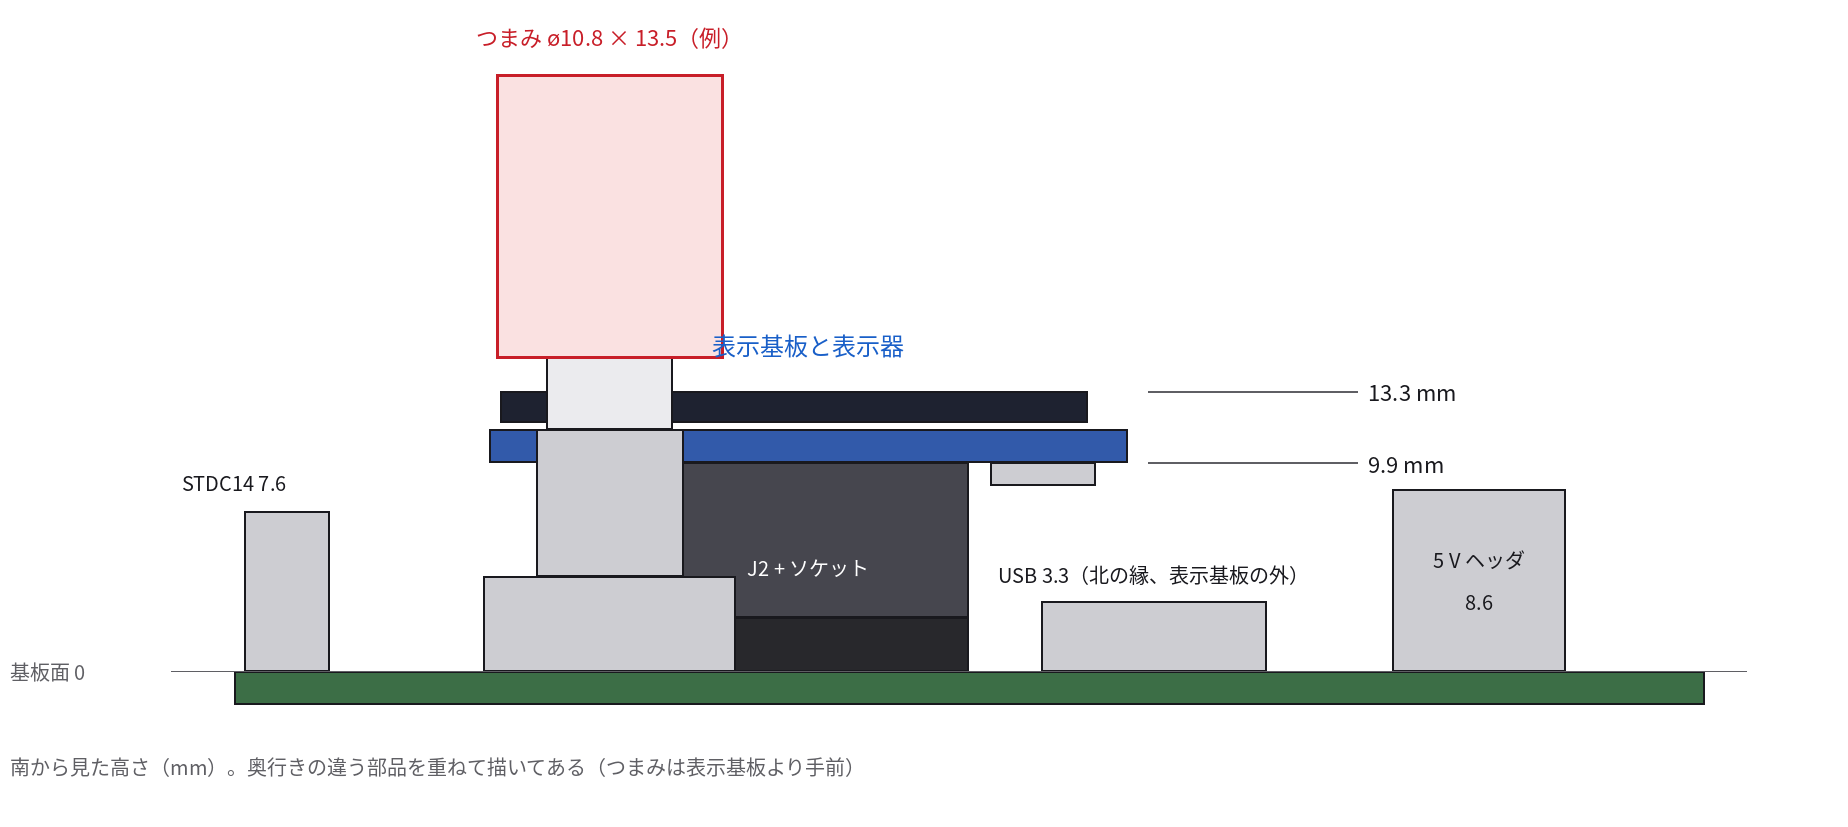 つまみ ø10.8 × 13.5（例）
表示基板と表示器
13.3 mm
9.9 mm
STDC14 7.6
5 V ヘッダ
8.6
J2 + ソケット
USB 3.3（北の縁、表示基板の外）
基板面 0
南から見た高さ（mm）。奥行きの違う部品を重ねて描いてある（つまみは表示基板より手前）